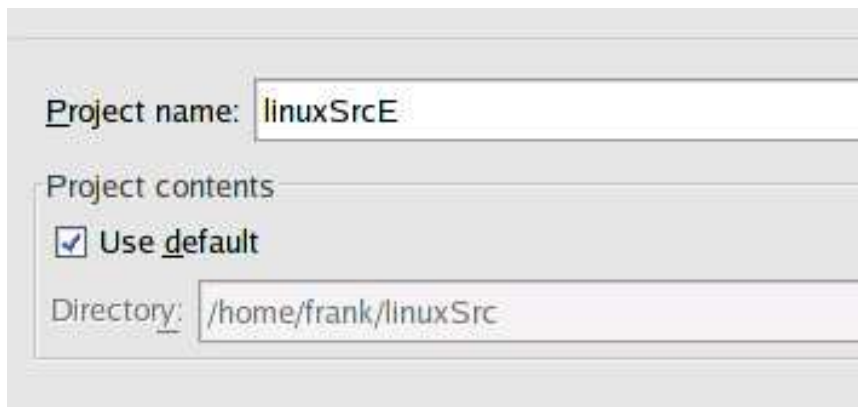 Project name: linuxSrcE
Project contents
Use default
Directory: /home/frank/linuxSrc